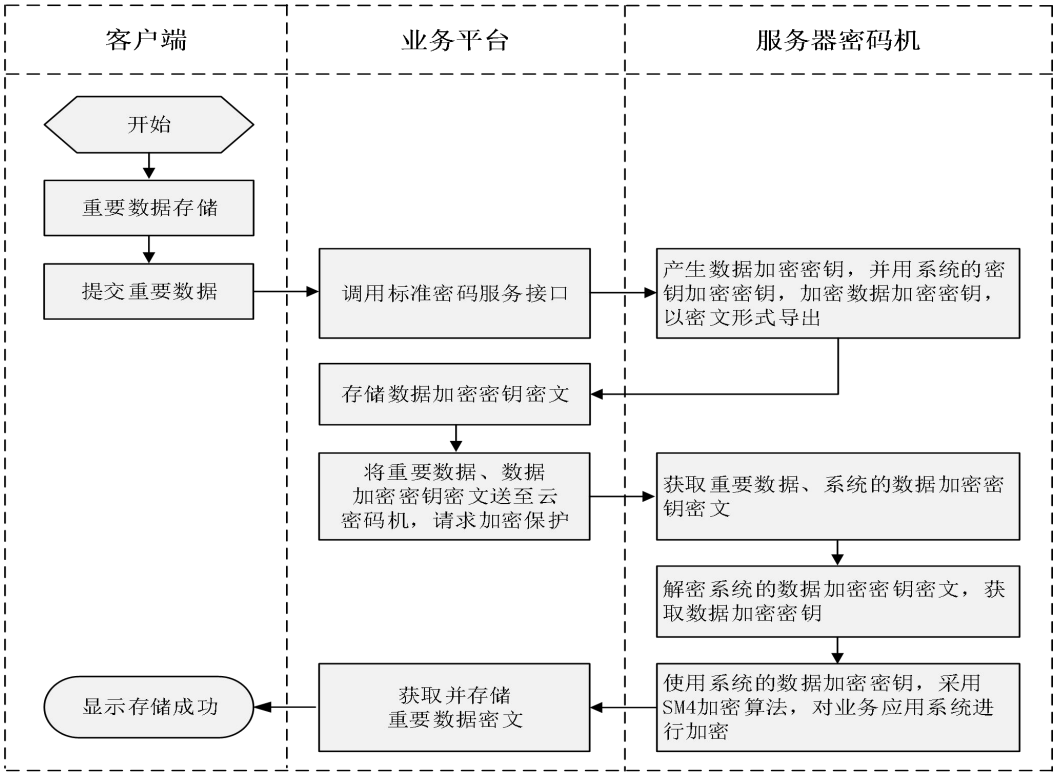 客户端
业务平台
服务器密码机
开始
重要数据存储
提交重要数据
调用标准密码服务接口
产生数据加密密钥，并用系统的密
钥加密密钥，加密数据加密密钥，
以密文形式导出
存储数据加密密钥密文
将重要数据、数据
加密密钥密文送至云
密码机，请求加密保护
获取重要数据、系统的数据加密密
钥密文
解密系统的数据加密密钥密文，获
取数据加密密钥
使用系统的数据加密密钥，采用
SM4加密算法，对业务应用系统进
行加密
获取并存储
重要数据密文
显示存储成功